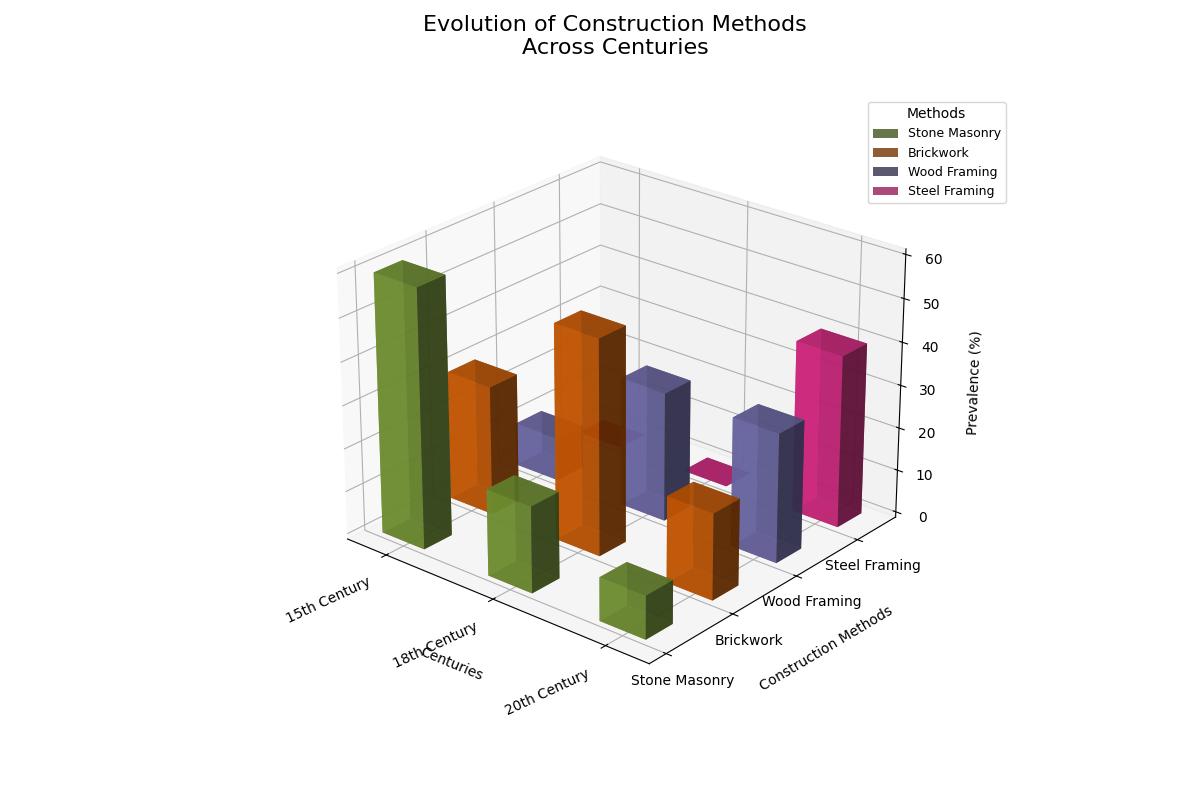 Evolution of Construction Methods
Across Centuries
Methods
Stone Masonry
Brickwork
Wood Framing
Steel Framing
60
50
40
30
20
10
0
Prevalence (%)
15th Century
18th Century
20th Century
Centuries
Stone Masonry
Brickwork
Wood Framing
Steel Framing
Construction Methods